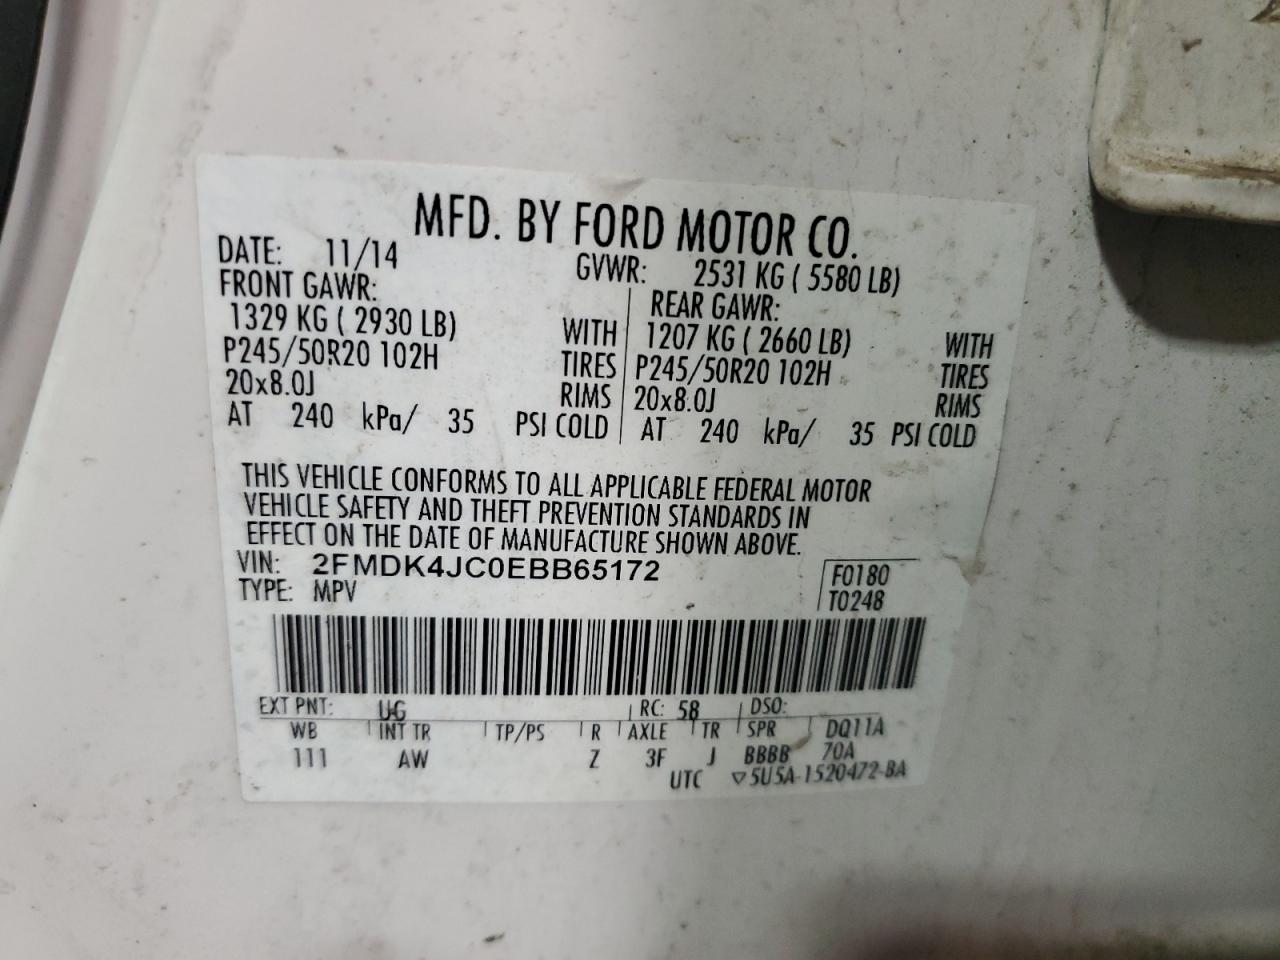 MFD. BY FORD MOTOR CO.
DATE: 11/14 GVWR: 2531 KG ( 5580 LB)
FRONT GAWR: REAR GAWR:
1329 KG ( 2930 LB) WITH 1207 KG ( 2660 LB) WITH
P245/50R20 102H TIRES P245/50R20 102H TIRES
20x8.0J RIMS 20x8.0J RIMS
AT 240 kPa/ 35 PSI COLD AT 240 kPa/ 35 PSI COLD
THIS VEHICLE CONFORMS TO ALL APPLICABLE FEDERAL MOTOR
VEHICLE SAFETY AND THEFT PREVENTION STANDARDS IN
EFFECT ON THE DATE OF MANUFACTURE SHOWN ABOVE.
VIN: 2FMDK4JC0EBB65172 F0180
TYPE: MPV T0248
EXT PNT: UG RC: 58 DSO:
WB INT TR TP/PS R AXLE TR SPR DQ11A
111 AW Z 3F J BBBB 70A
UTC ▽5U5A-1520472-BA